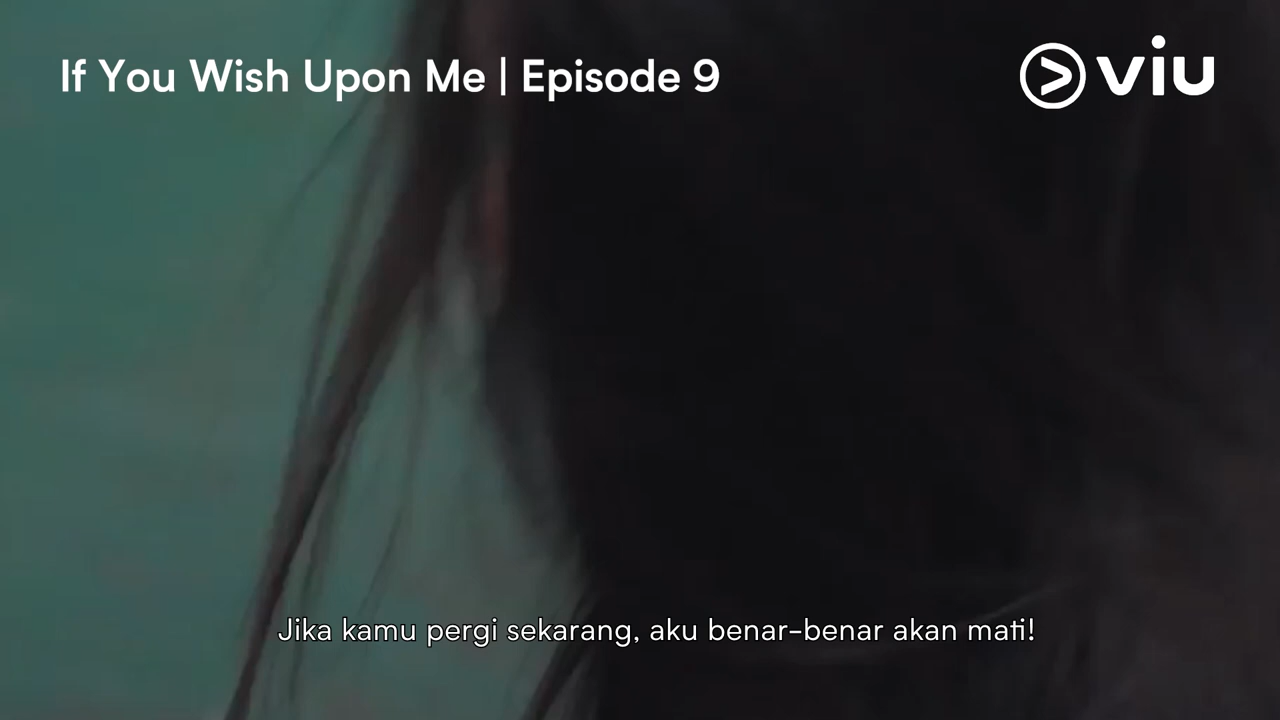 If You Wish Upon Me | Episode 9
viu
Jika kamu pergi sekarang, aku benar-benar akan mati!